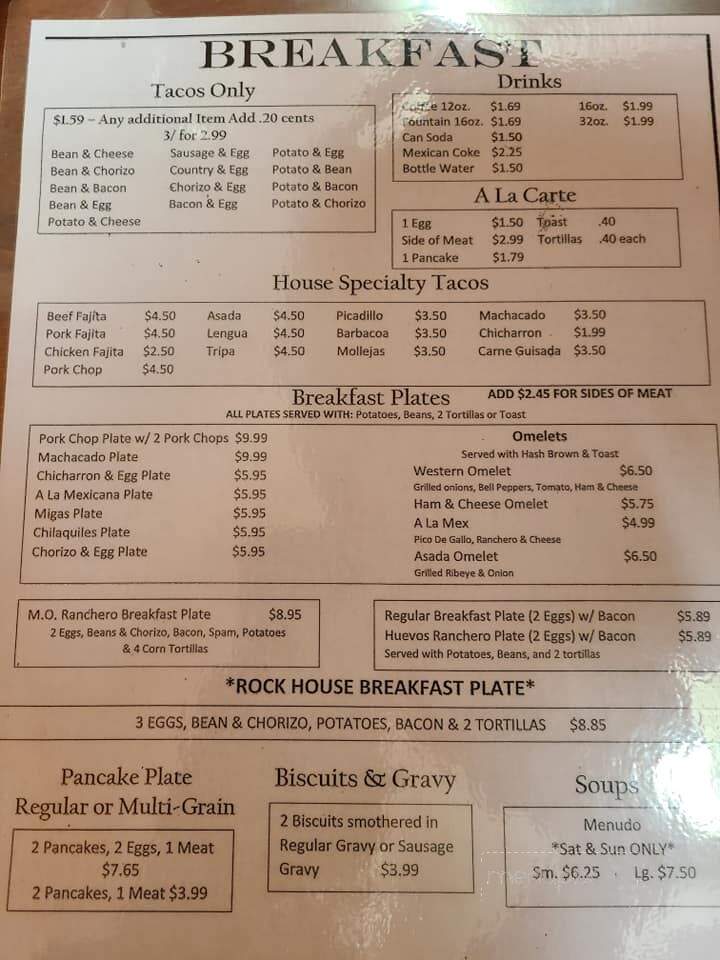 BREAKFAST
Tacos Only
$1.59 – Any additional Item Add .20 cents
3/ for 2.99
Bean & Cheese Sausage & Egg Potato & Egg
Bean & Chorizo Country & Egg Potato & Bean
Bean & Bacon Chorizo & Egg Potato & Bacon
Bean & Egg Bacon & Egg Potato & Chorizo
Potato & Cheese
Drinks
Coffee 12oz. $1.69 16oz. $1.99
Fountain 16oz. $1.69 32oz. $1.99
Can Soda $1.50
Mexican Coke $2.25
Bottle Water $1.50
A La Carte
1 Egg $1.50 Toast .40
Side of Meat $2.99 Tortillas .40 each
1 Pancake $1.79
House Specialty Tacos
Beef Fajita $4.50 Asada $4.50 Picadillo $3.50 Machacado $3.50
Pork Fajita $4.50 Lengua $4.50 Barbacoa $3.50 Chicharron $1.99
Chicken Fajita $2.50 Tripa $4.50 Mollejas $3.50 Carne Guisada $3.50
Pork Chop $4.50
Breakfast Plates ADD $2.45 FOR SIDES OF MEAT
ALL PLATES SERVED WITH: Potatoes, Beans, 2 Tortillas or Toast
Pork Chop Plate w/ 2 Pork Chops $9.99
Machacado Plate $9.99
Chicharron & Egg Plate $5.95
A La Mexicana Plate $5.95
Migas Plate $5.95
Chilaquiles Plate $5.95
Chorizo & Egg Plate $5.95
Omelets
Served with Hash Brown & Toast
Western Omelet $6.50
Grilled onions, Bell Peppers, Tomato, Ham & Cheese
Ham & Cheese Omelet $5.75
A La Mex $4.99
Pico De Gallo, Ranchero & Cheese
Asada Omelet $6.50
Grilled Ribeye & Onion
M.O. Ranchero Breakfast Plate $8.95
2 Eggs, Beans & Chorizo, Bacon, Spam, Potatoes
& 4 Corn Tortillas
Regular Breakfast Plate (2 Eggs) w/ Bacon $5.89
Huevos Ranchero Plate (2 Eggs) w/ Bacon $5.89
Served with Potatoes, Beans, and 2 tortillas
*ROCK HOUSE BREAKFAST PLATE*
3 EGGS, BEAN & CHORIZO, POTATOES, BACON & 2 TORTILLAS $8.85
Pancake Plate
Regular or Multi-Grain
2 Pancakes, 2 Eggs, 1 Meat
$7.65
2 Pancakes, 1 Meat $3.99
Biscuits & Gravy
2 Biscuits smothered in
Regular Gravy or Sausage
Gravy $3.99
Soups
Menudo
*Sat & Sun ONLY*
Sm. $6.25 Lg. $7.50